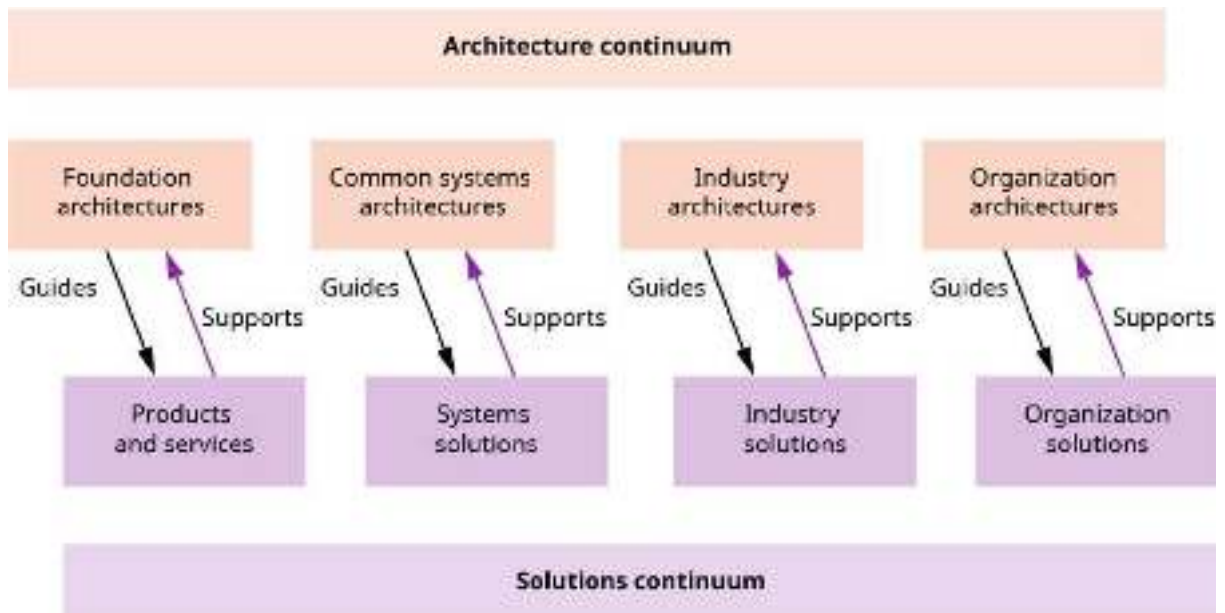 Architecture continuum
Foundation
architectures
Common systems
architectures
Industry
architectures
Organization
architectures
Guides
Supports
Guides
Supports
Guides
Supports
Guides
Supports
Products
and services
Systems
solutions
Industry
solutions
Organization
solutions
Solutions continuum